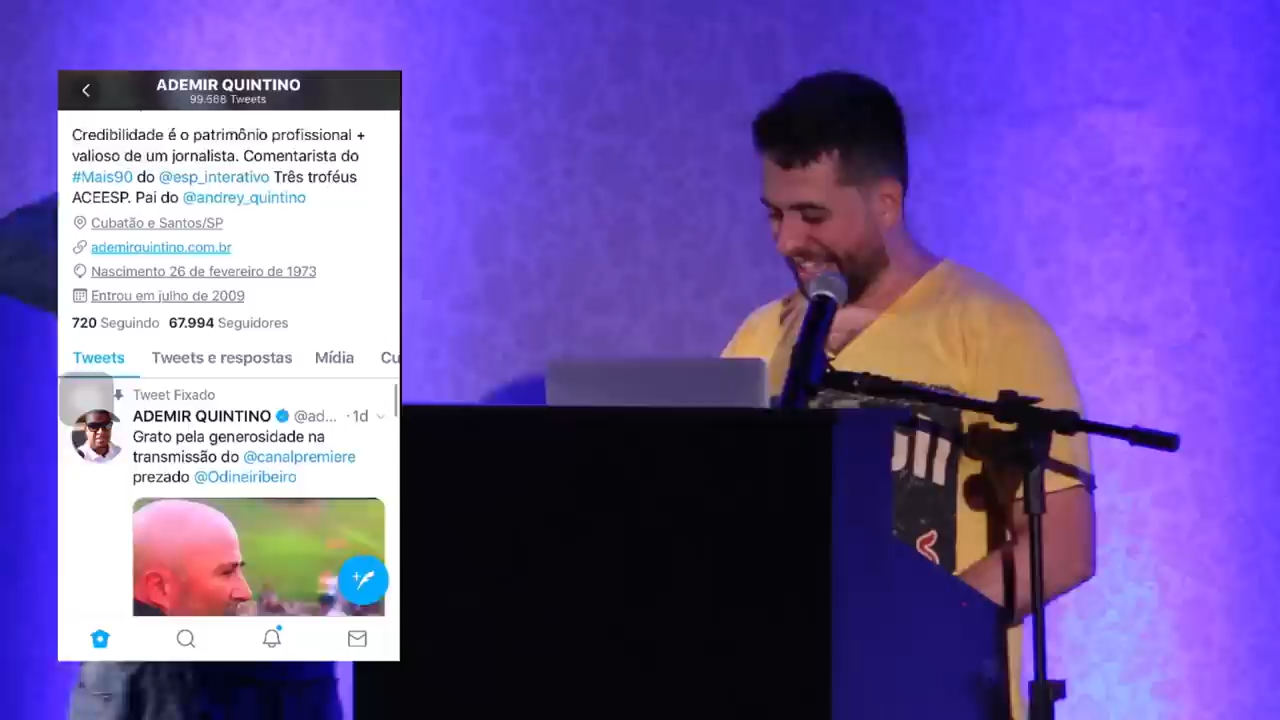 ADEMIR QUINTINO
99.568 Tweets
Credibilidade é o patrimônio profissional +
valioso de um jornalista. Comentarista do
#Mais90 do @esp_interativo Três troféus
ACEESP. Pai do @andrey_quintino
Cubatão e Santos/SP
ademirquintino.com.br
Nascimento 26 de fevereiro de 1973
Entrou em julho de 2009
720 Seguindo 67.994 Seguidores
Tweets Tweets e respostas Mídia Cu
Tweet Fixado
ADEMIR QUINTINO @ad... · 1d
Grato pela generosidade na
transmissão do @canalpremiere
prezado @Odineiribeiro